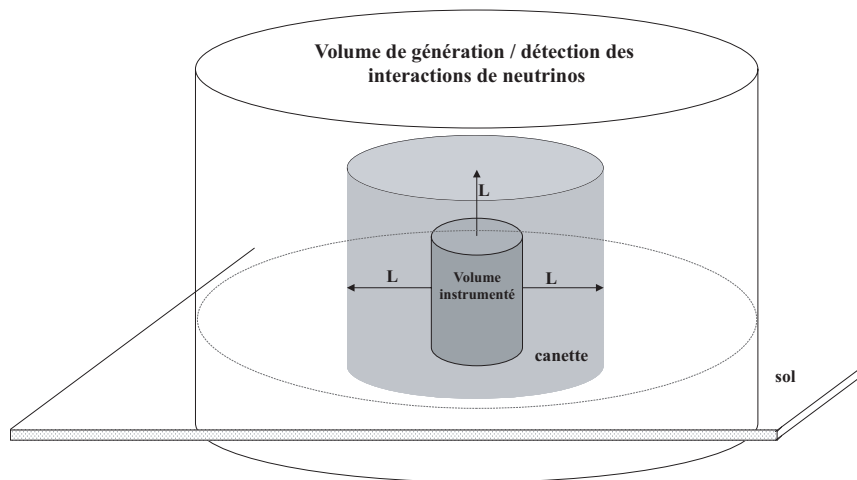 Volume de génération / détection des
interactions de neutrinos
L
L
Volume
instrumenté
L
canette
sol